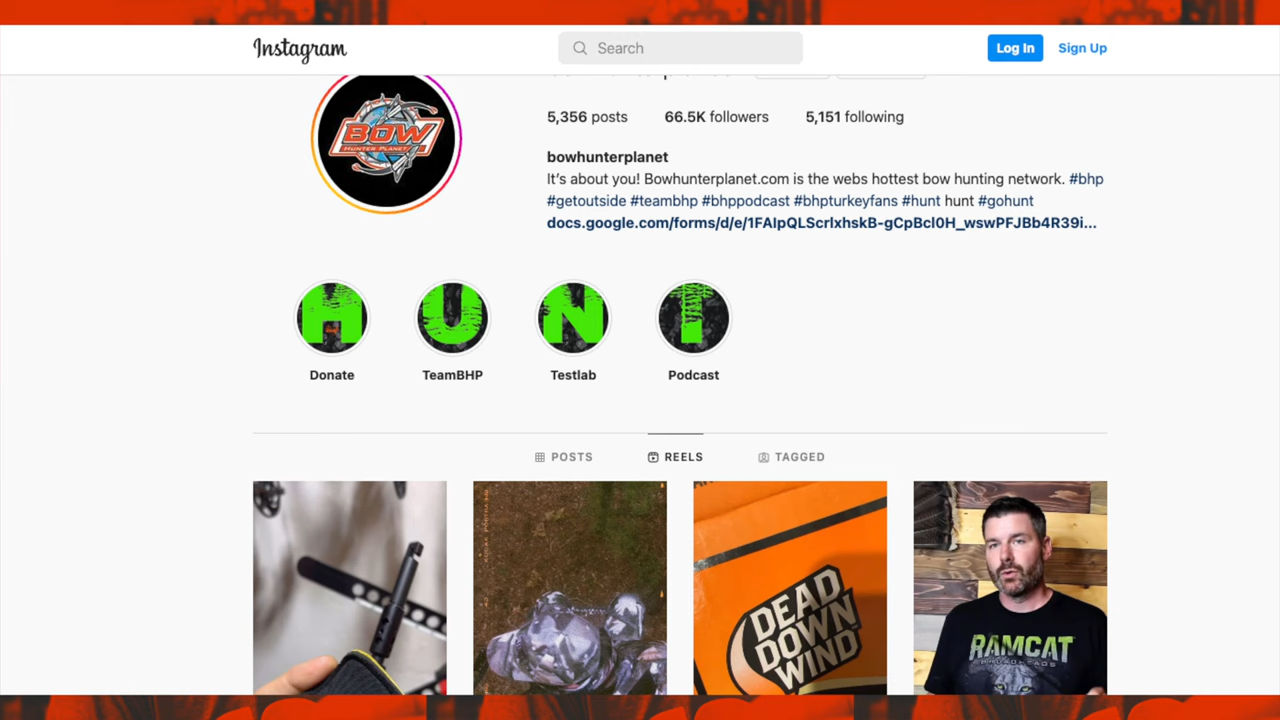 Instagram
Search
Log In
Sign Up
5,356 posts 66.5K followers 5,151 following
BOW
HUNTER PLANET
bowhunterplanet
It's about you! Bowhunterplanet.com is the webs hottest bow hunting network. #bhp
#getoutside #teambhp #bhppodcast #bhpturkeyfans #hunt hunt #gohunt
docs.google.com/forms/d/e/1FAIpQLScrIxhskB-gCpBcl0H_wswPFJBb4R39i...
H U N T
Donate TeamBHP Testlab Podcast
POSTS REELS TAGGED
DEAD
DOWN
WIND
RAMCAT
BROADHEADS